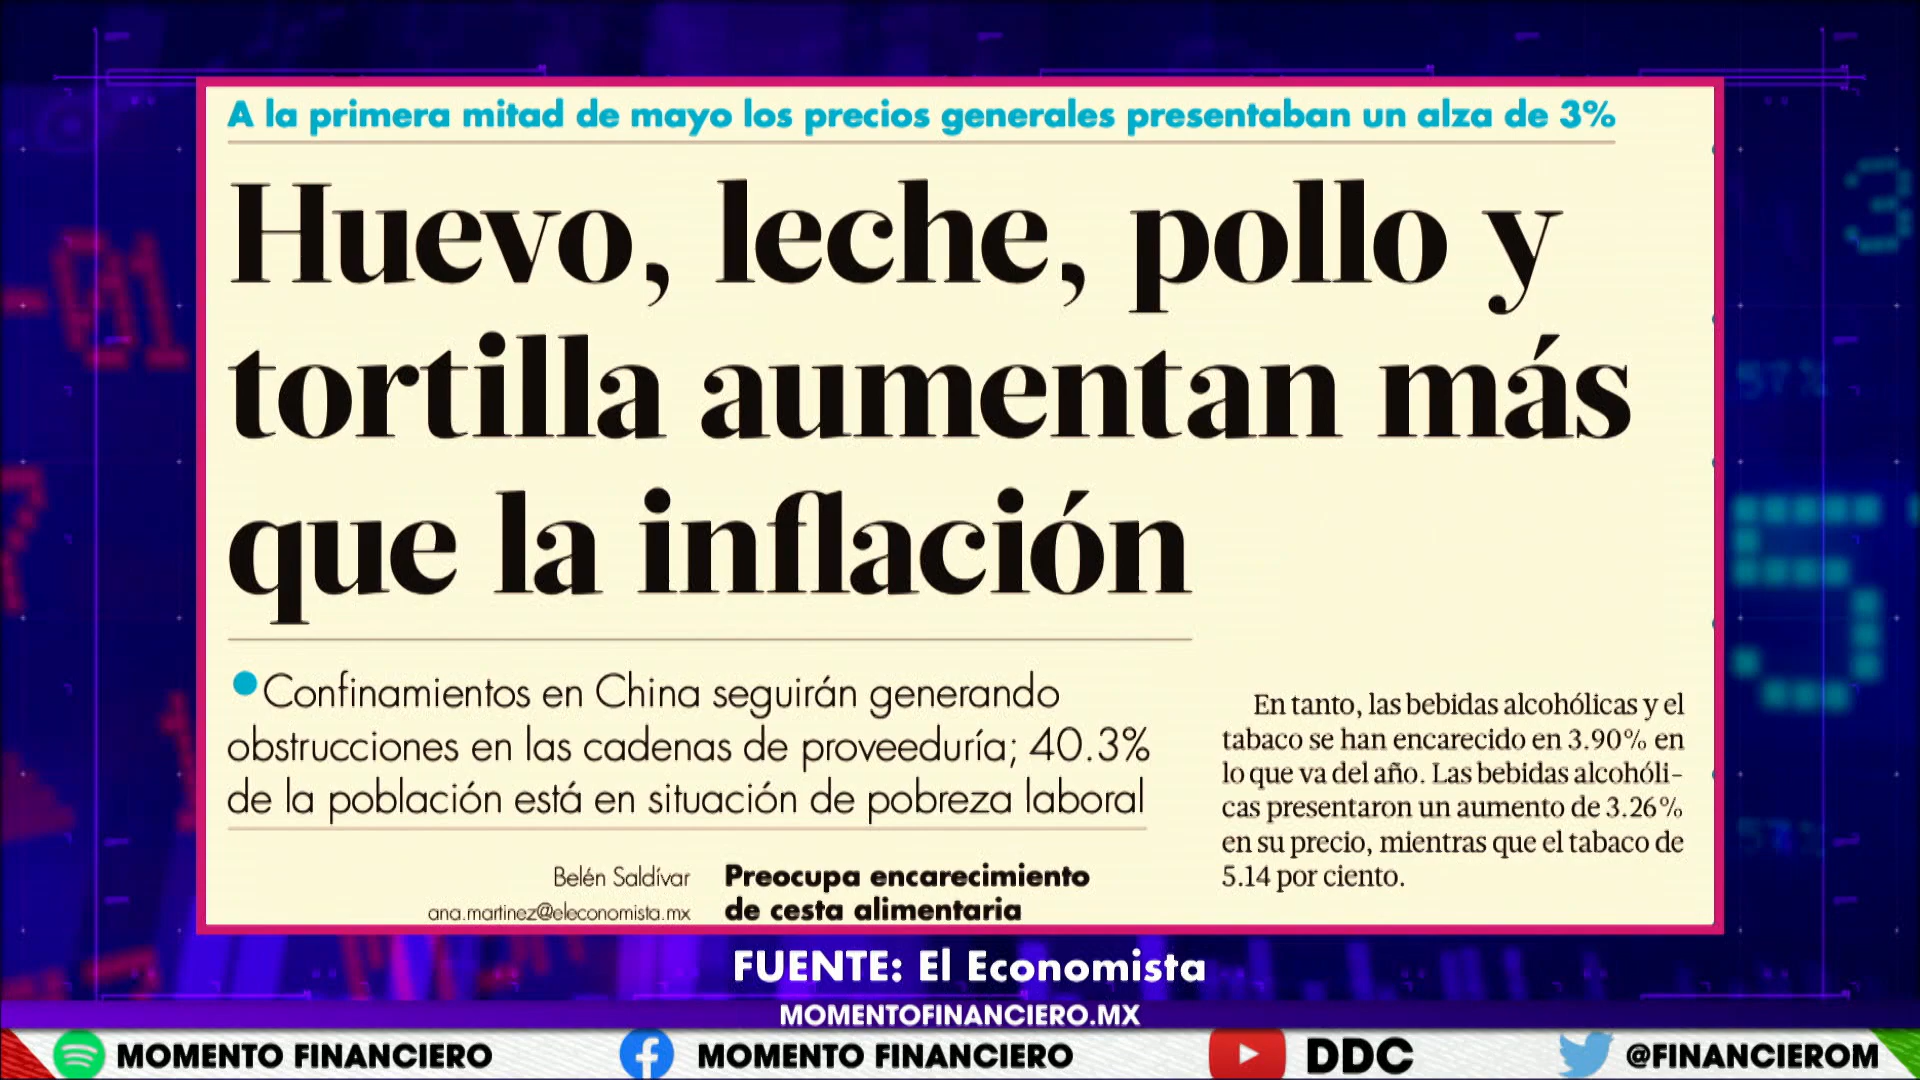 A la primera mitad de mayo los precios generales presentaban un alza de 3%
Huevo, leche, pollo y
tortilla aumentan más
que la inflación
Confinamientos en China seguirán generando
obstrucciones en las cadenas de proveeduría; 40.3%
de la población está en situación de pobreza laboral
Belén Saldívar
ana.martinez@eleconomista.mx
Preocupa encarecimiento
de cesta alimentaria
En tanto, las bebidas alcohólicas y el
tabaco se han encarecido en 3.90% en
lo que va del año. Las bebidas alcohóli-
cas presentaron un aumento de 3.26%
en su precio, mientras que el tabaco de
5.14 por ciento.
FUENTE: El Economista
MOMENTOFINANCIERO.MX
MOMENTO FINANCIERO
MOMENTO FINANCIERO
DDC
@FINANCIEROM
-01
3
57%
5
57%